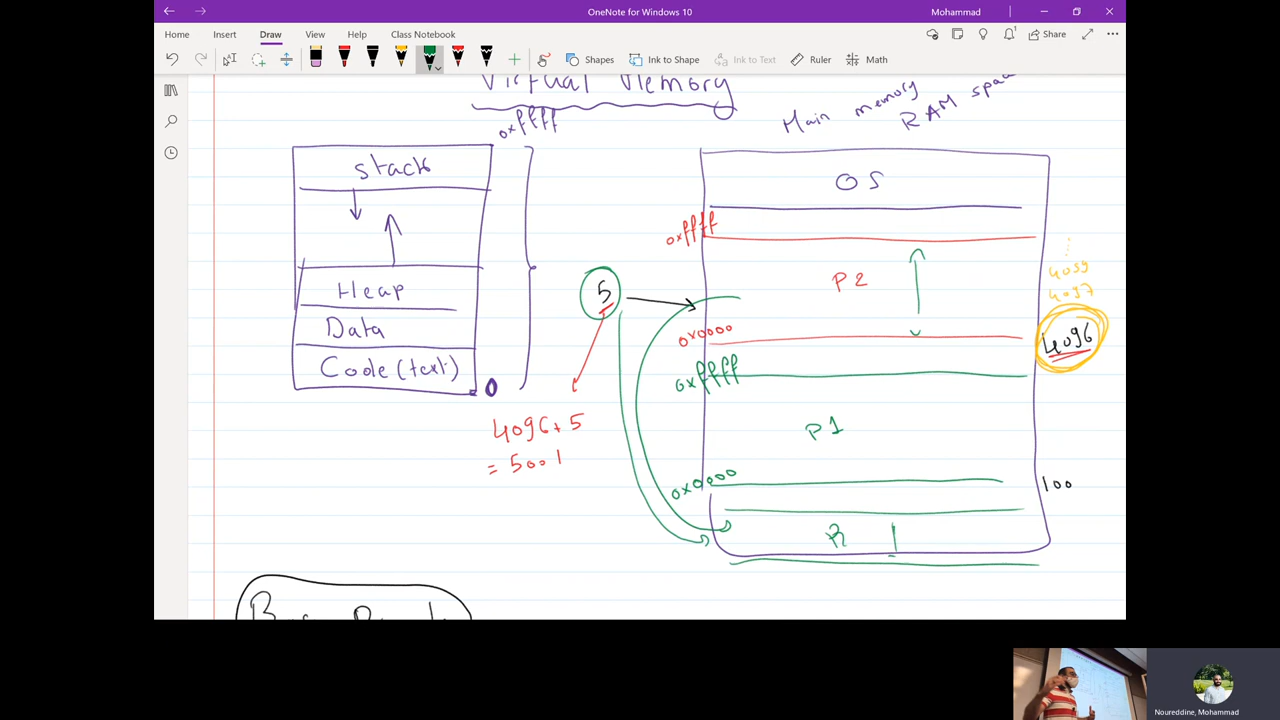 OneNote for Windows 10
Mohammad
Home
Insert
Draw
View
Help
Class Notebook
Share
Shapes
Ink to Shape
Ink to Text
Ruler
Math
Virtual Memory
Main memory
RAM space
0xffff
Stack
Heap
Data
Code (text)
0
5
4096+5
= 5001
OS
0xffff
P2
0x0000
0xffff
P1
0x0000
4059
4097
4096
100
Noureddine, Mohammad